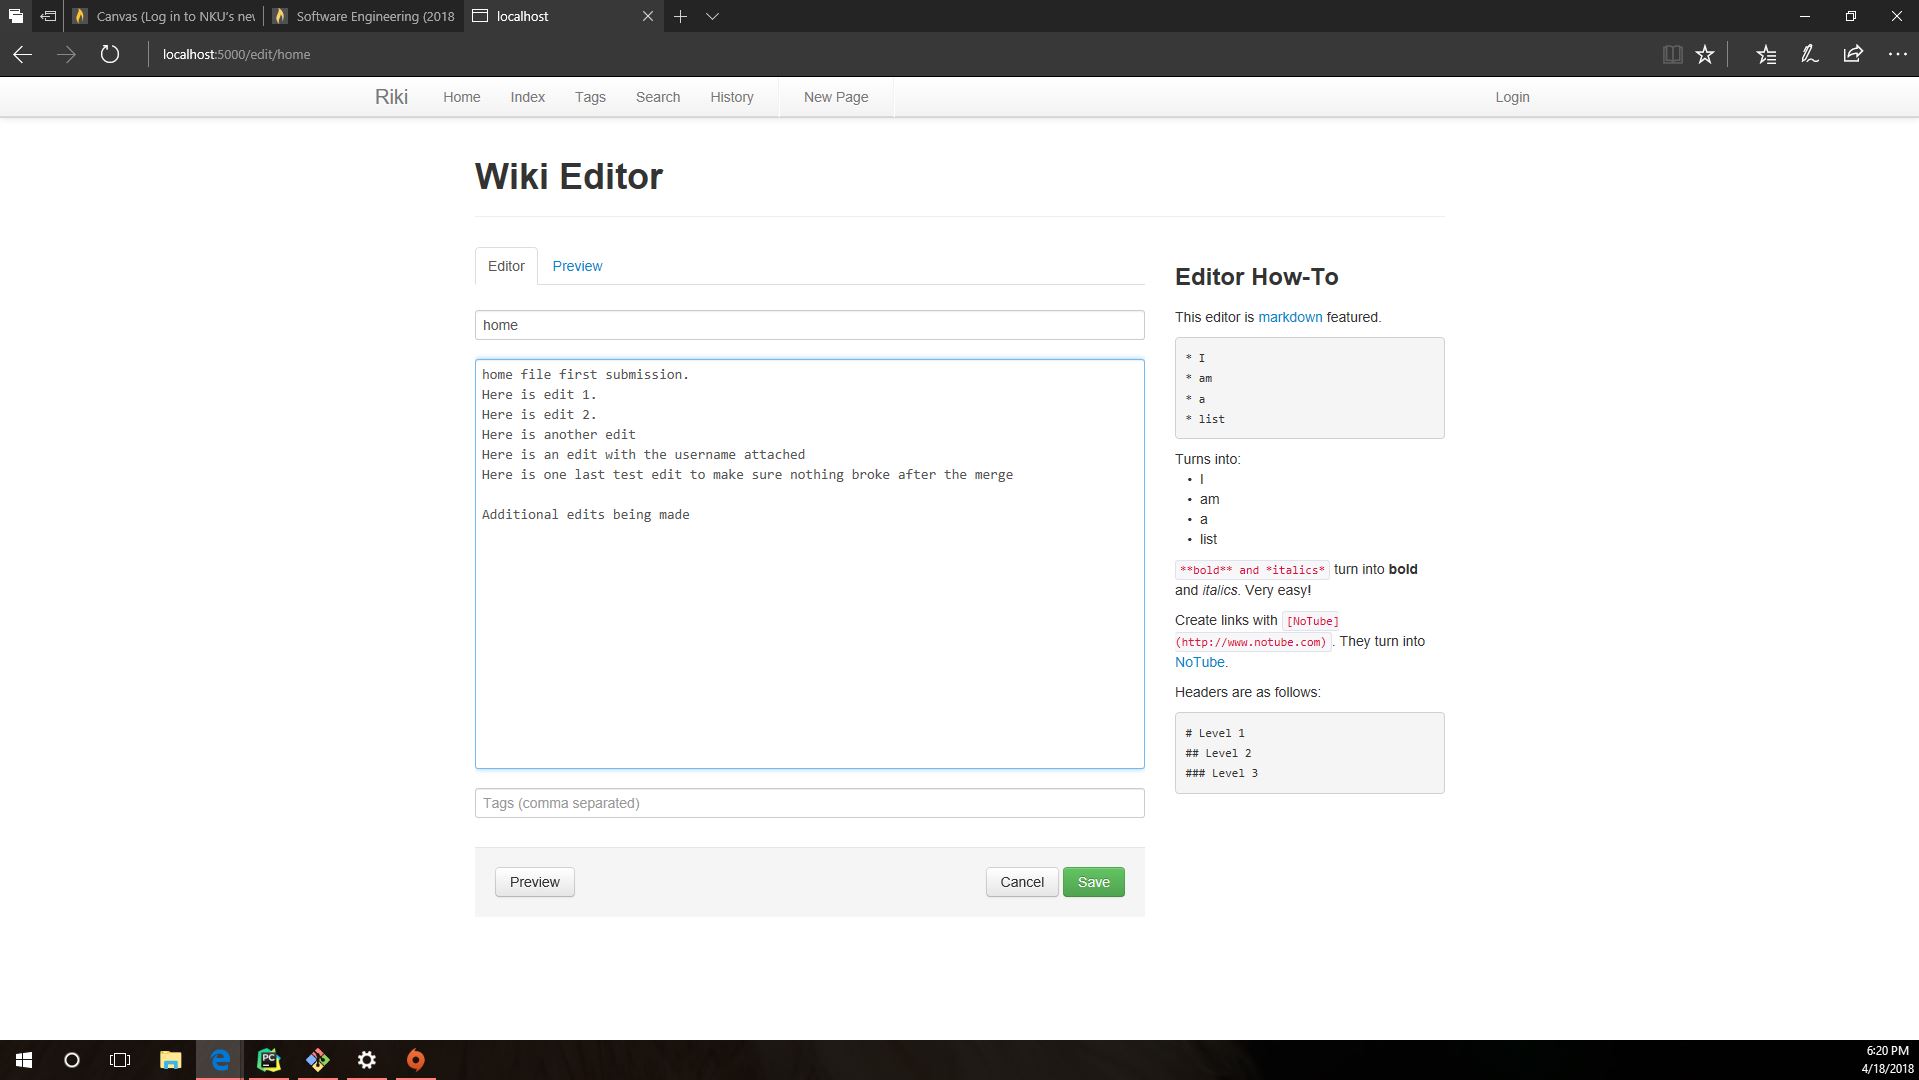 Canvas (Log in to NKU's nev
Software Engineering (2018
localhost
localhost:5000/edit/home
Riki Home Index Tags Search History New Page Login
Wiki Editor
Editor Preview
home
home file first submission.
Here is edit 1.
Here is edit 2.
Here is another edit
Here is an edit with the username attached
Here is one last test edit to make sure nothing broke after the merge
Additional edits being made
Tags (comma separated)
Preview Cancel Save
Editor How-To
This editor is markdown featured.
* I
* am
* a
* list
Turns into:
• I
• am
• a
• list
**bold** and *italics* turn into bold
and italics. Very easy!
Create links with [NoTube]
(http://www.notube.com) . They turn into
NoTube.
Headers are as follows:
# Level 1
## Level 2
### Level 3
PC
6:20 PM
4/18/2018